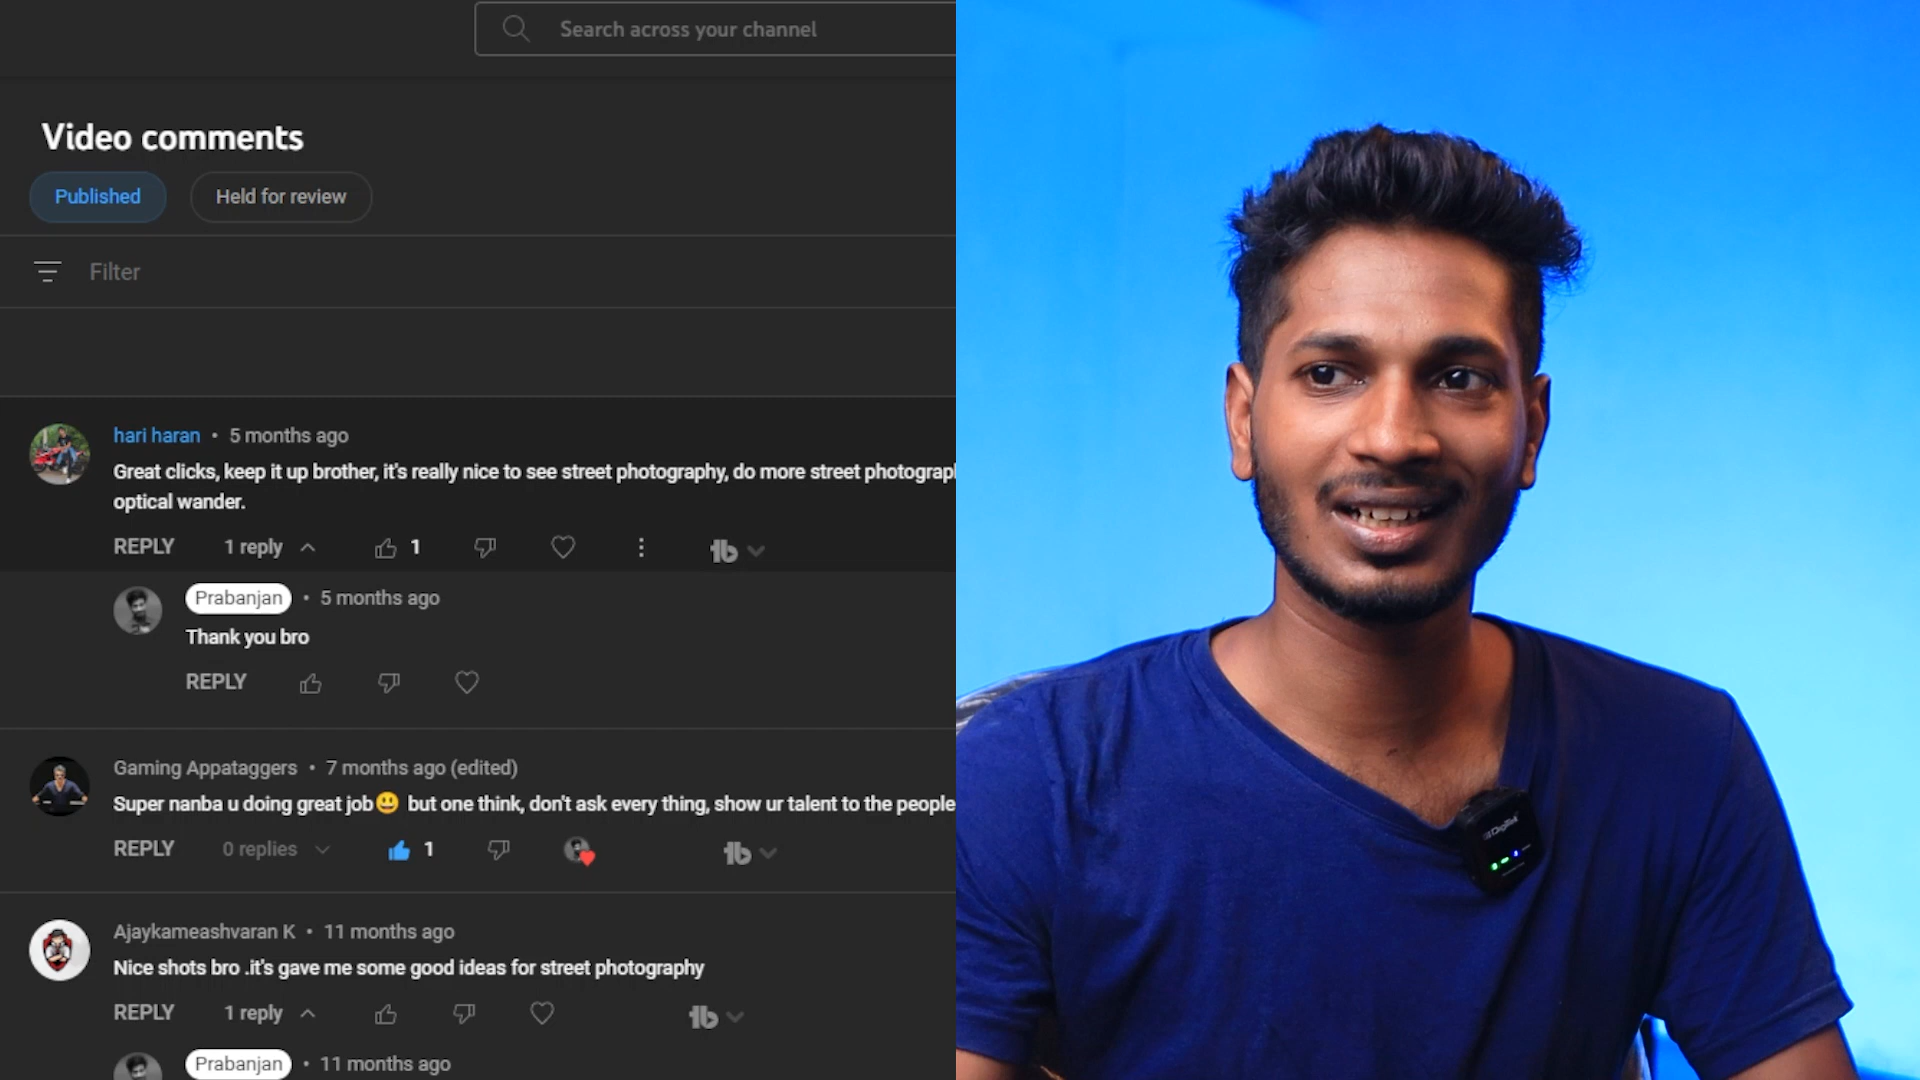 Search across your channel
Video comments
Published
Held for review
Filter
hari haran • 5 months ago
Great clicks, keep it up brother, it's really nice to see street photography, do more street photograpl
optical wander.
REPLY 1 reply 1
Prabanjan • 5 months ago
Thank you bro
REPLY
Gaming Appataggers • 7 months ago (edited)
Super nanba u doing great job😃 but one think, don't ask every thing, show ur talent to the people
REPLY 0 replies 1
Ajaykameashvaran K • 11 months ago
Nice shots bro .it's gave me some good ideas for street photography
REPLY 1 reply
Prabanjan • 11 months ago
DigiTek